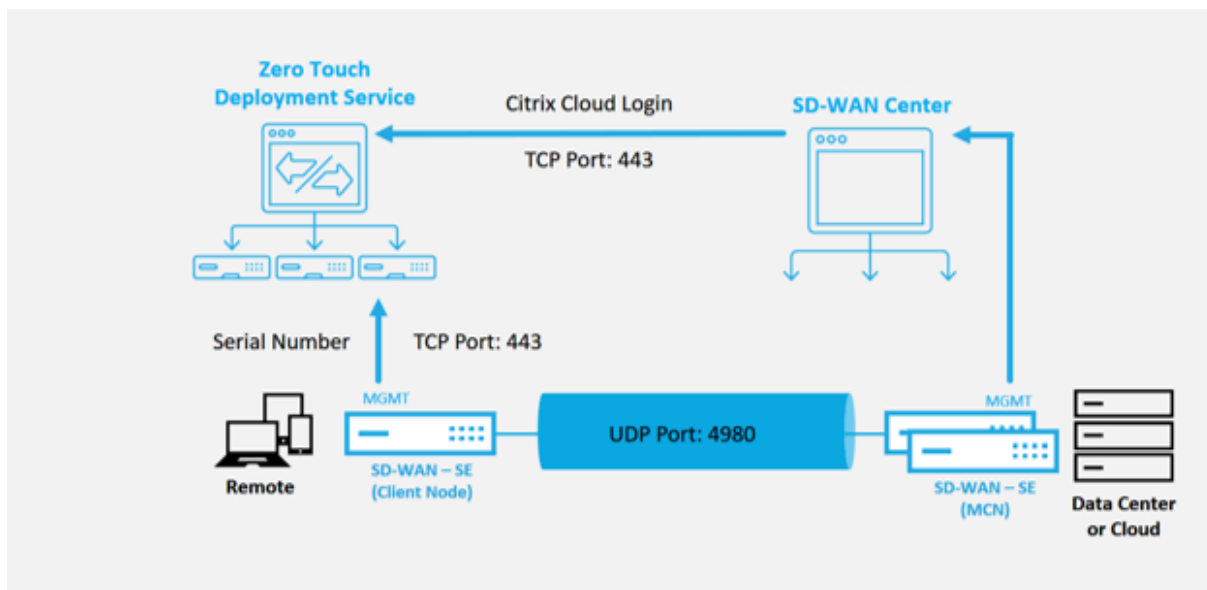 Zero Touch
Deployment Service
Citrix Cloud Login
SD-WAN Center
TCP Port: 443
Serial Number
TCP Port: 443
MGMT
MGMT
UDP Port: 4980
Remote
SD-WAN – SE
(Client Node)
SD-WAN – SE
(MCN)
Data Center
or Cloud